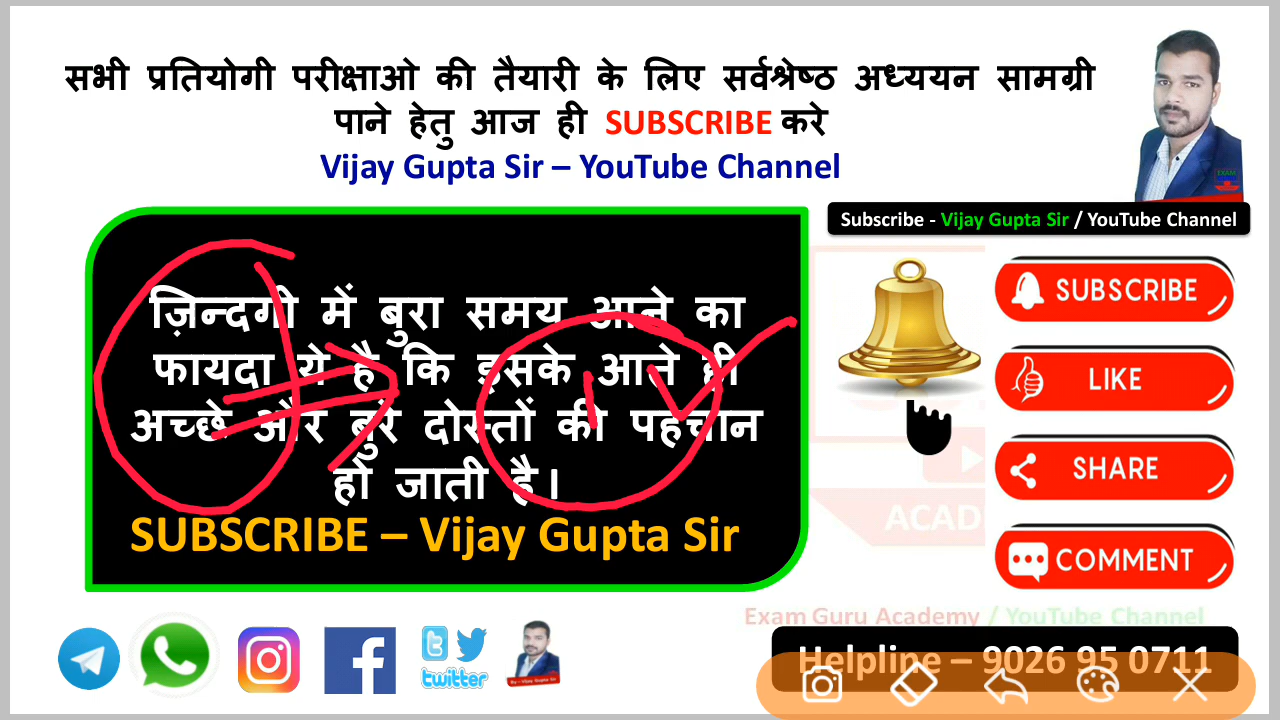 सभी प्रतियोगी परीक्षाओ की तैयारी के लिए सर्वश्रेष्ठ अध्ययन सामग्री
पाने हेतु आज ही SUBSCRIBE करे
Vijay Gupta Sir – YouTube Channel
Subscribe - Vijay Gupta Sir / YouTube Channel
ज़िन्दगी में बुरा समय आने का
फायदा ये है कि इसके आते ही
अच्छे और बुरे दोस्तों की पहचान
हो जाती है।
SUBSCRIBE – Vijay Gupta Sir
SUBSCRIBE
LIKE
SHARE
COMMENT
ACAD
Exam Guru Academy / YouTube Channel
Helpline – 9026 95 0711
twitter